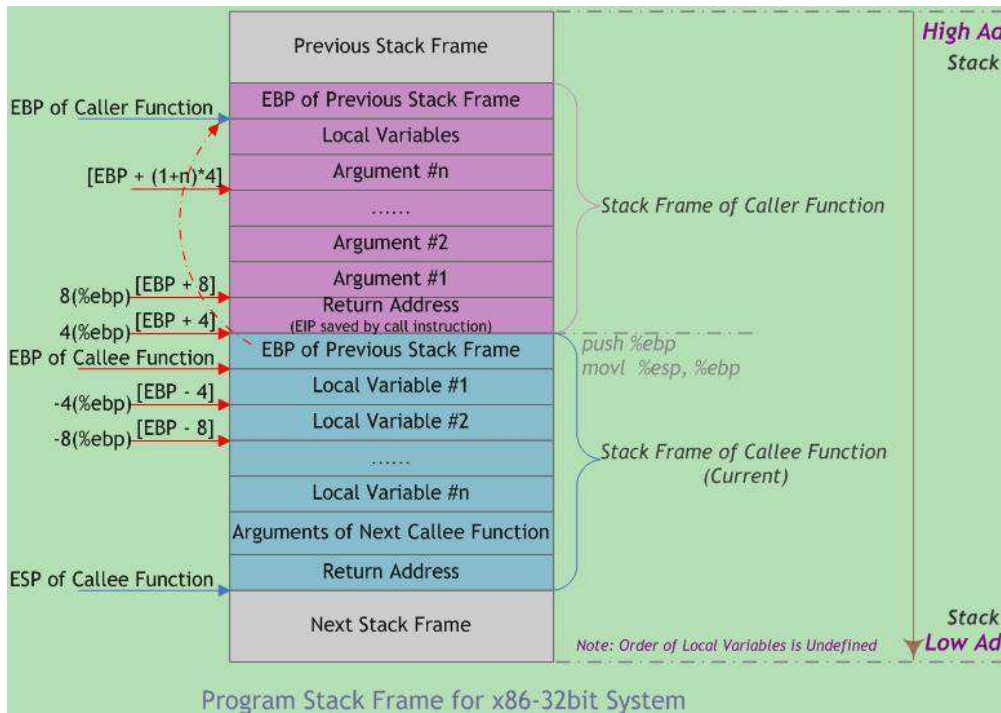 High Ad
Previous Stack Frame
Stack
EBP of Previous Stack Frame
EBP of Caller Function
Local Variables
[EBP + (1+n)*4]
Argument #n
......
Stack Frame of Caller Function
Argument #2
Argument #1
8(%ebp) [EBP + 8]
Return Address
(EIP saved by call instruction)
4(%ebp) [EBP + 4]
EBP of Previous Stack Frame
push %ebp
movl %esp, %ebp
EBP of Callee Function
Local Variable #1
-4(%ebp) [EBP - 4]
Local Variable #2
-8(%ebp) [EBP - 8]
......
Stack Frame of Callee Function
(Current)
Local Variable #n
Arguments of Next Callee Function
Return Address
ESP of Callee Function
Next Stack Frame
Stack
Note: Order of Local Variables is Undefined
Low Ad
Program Stack Frame for x86-32bit System